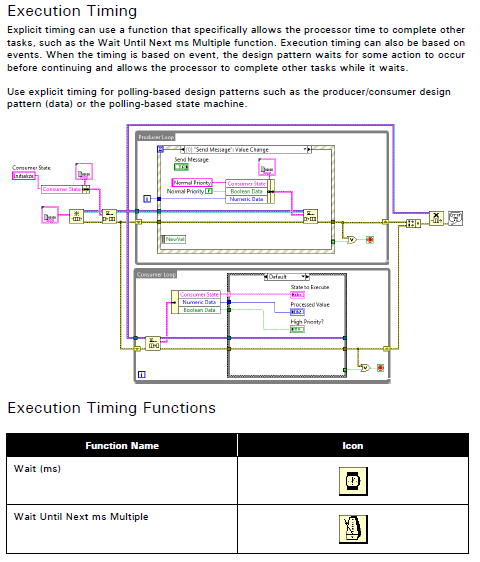 Execution Timing
Explicit timing can use a function that specifically allows the processor time to complete other
tasks, such as the Wait Until Next ms Multiple function. Execution timing can also be based on
events. When the timing is based on event, the design pattern waits for some action to occur
before continuing and allows the processor to complete other tasks while it waits.
Use explicit timing for polling-based design patterns such as the producer/consumer design
pattern (data) or the polling-based state machine.
Producer Loop
[0] "Send Message": Value Change
Send Message
Consumer State
Initialize
Consumer State
Normal Priority
Normal Priority
Consumer State
Boolean Data
Numeric Data
NewVal
Consumer Loop
Default
State to Execute
Consumer State
Numeric Data
Boolean Data
Processed Value
High Priority?
Execution Timing Functions
Function Name
Icon
Wait (ms)
Wait Until Next ms Multiple